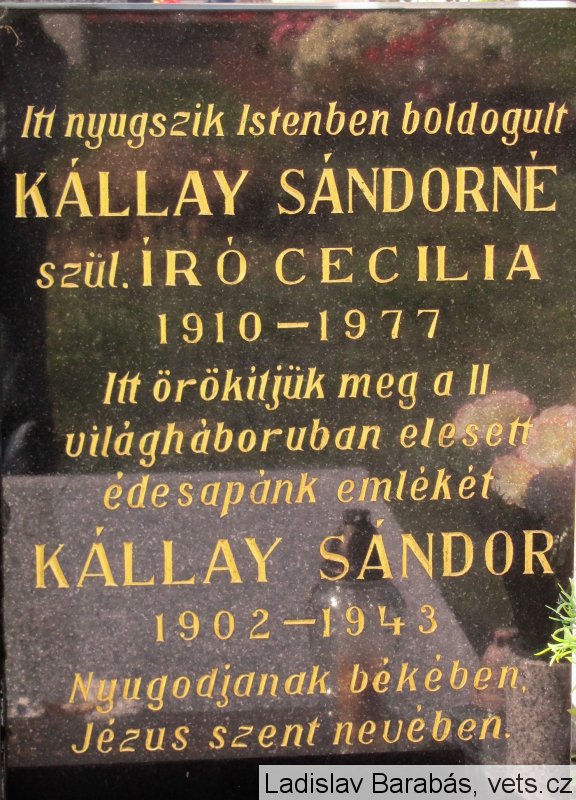 Itt nyugszik Istenben boldogult
KÁLLAY SÁNDORNÉ
szül. ÍRÓ CECILIA
1910-1977
Itt örökitjük meg a II.
világháboruban elesett
édesapánk emlékét
KÁLLAY SÁNDOR
1902-1943
Nyugodjanak békében,
Jézus szent nevében.
Ladislav Barabás, vets.cz